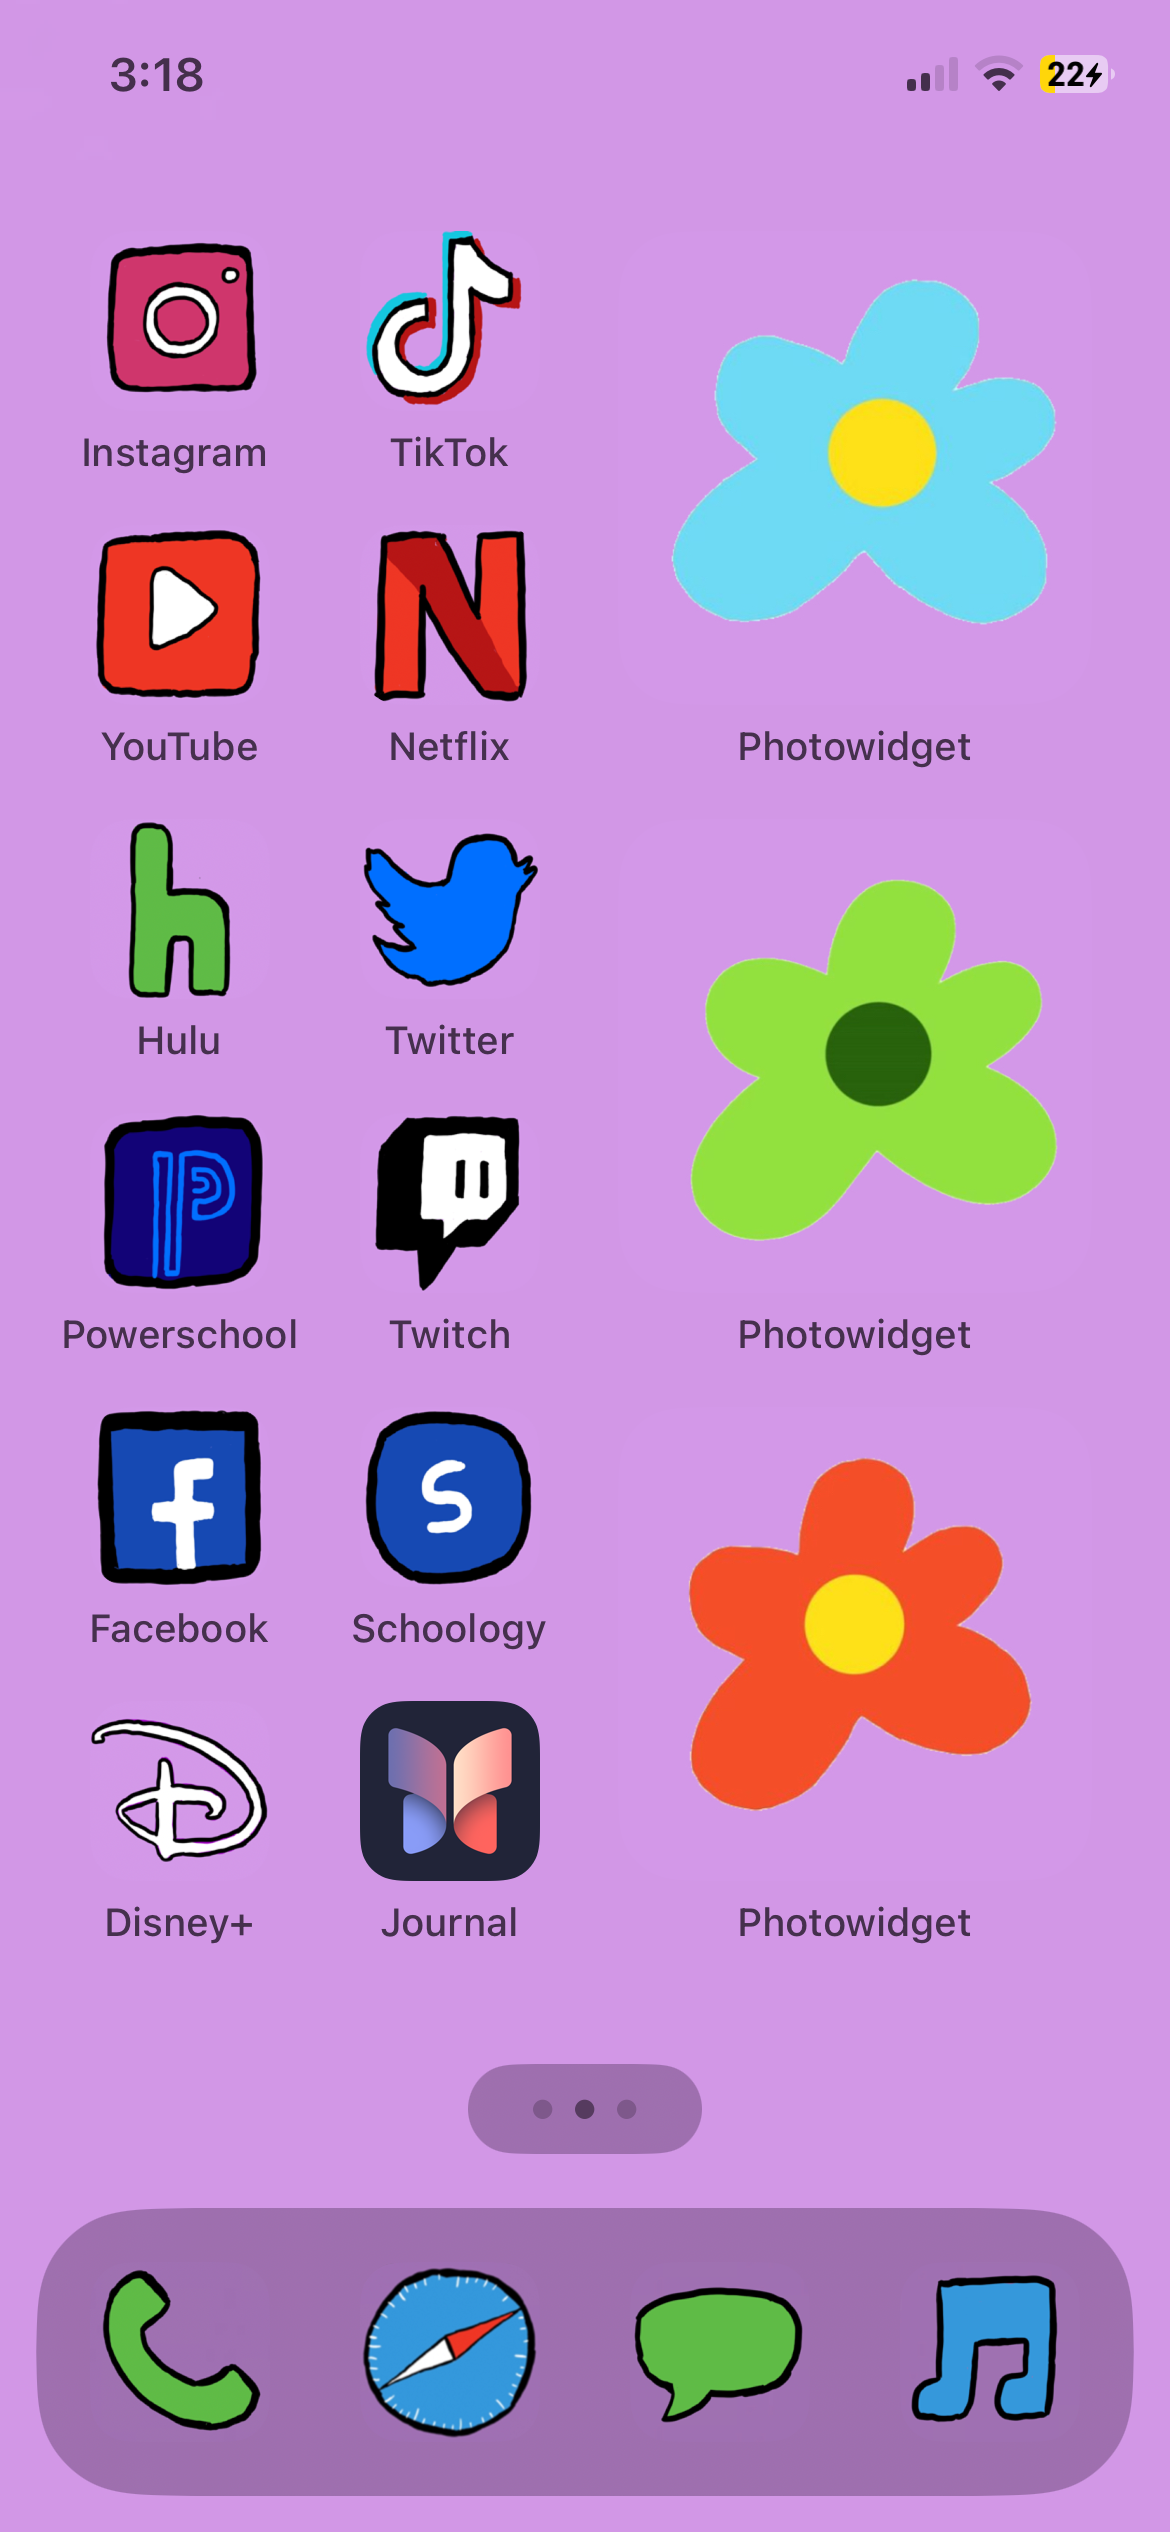 3:18
22
Instagram
TikTok
YouTube
Netflix
Photowidget
h
Hulu
Twitter
P
Powerschool
Twitch
Photowidget
f
S
Facebook
Schoology
D
Disney+
Journal
Photowidget